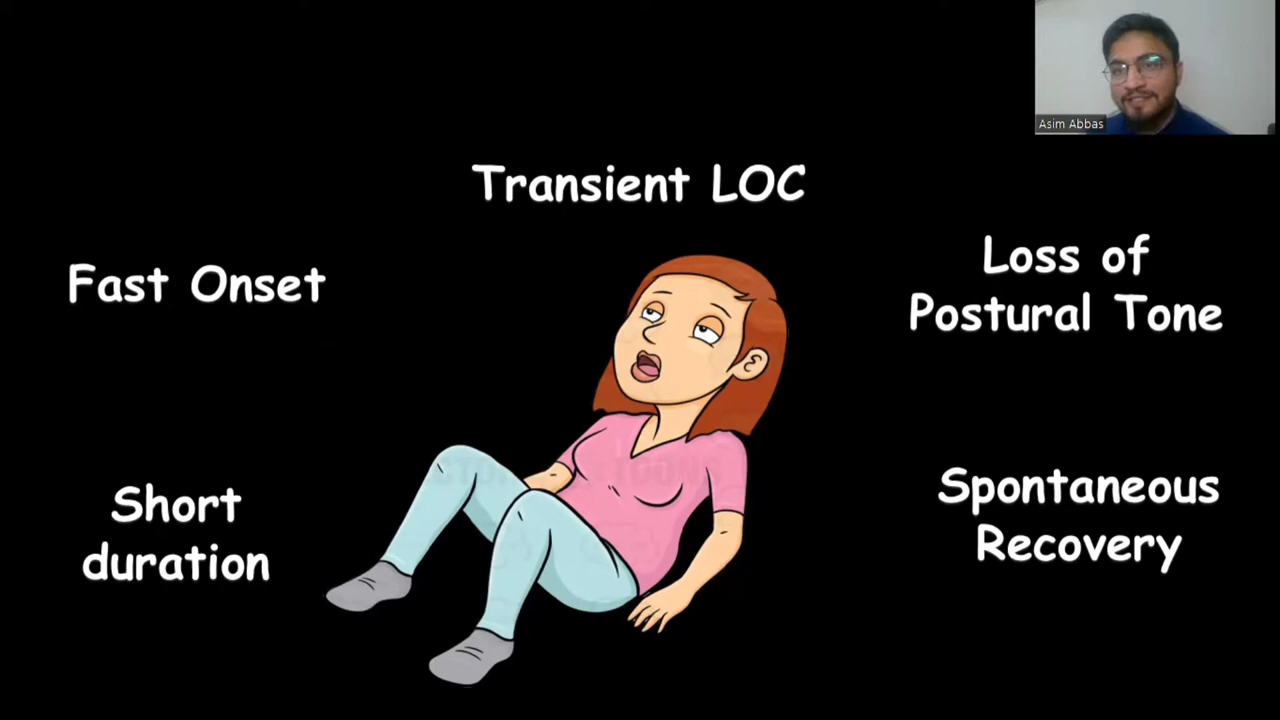 Asim Abbas
Transient LOC
Fast Onset
Loss of
Postural Tone
Short
duration
Spontaneous
Recovery